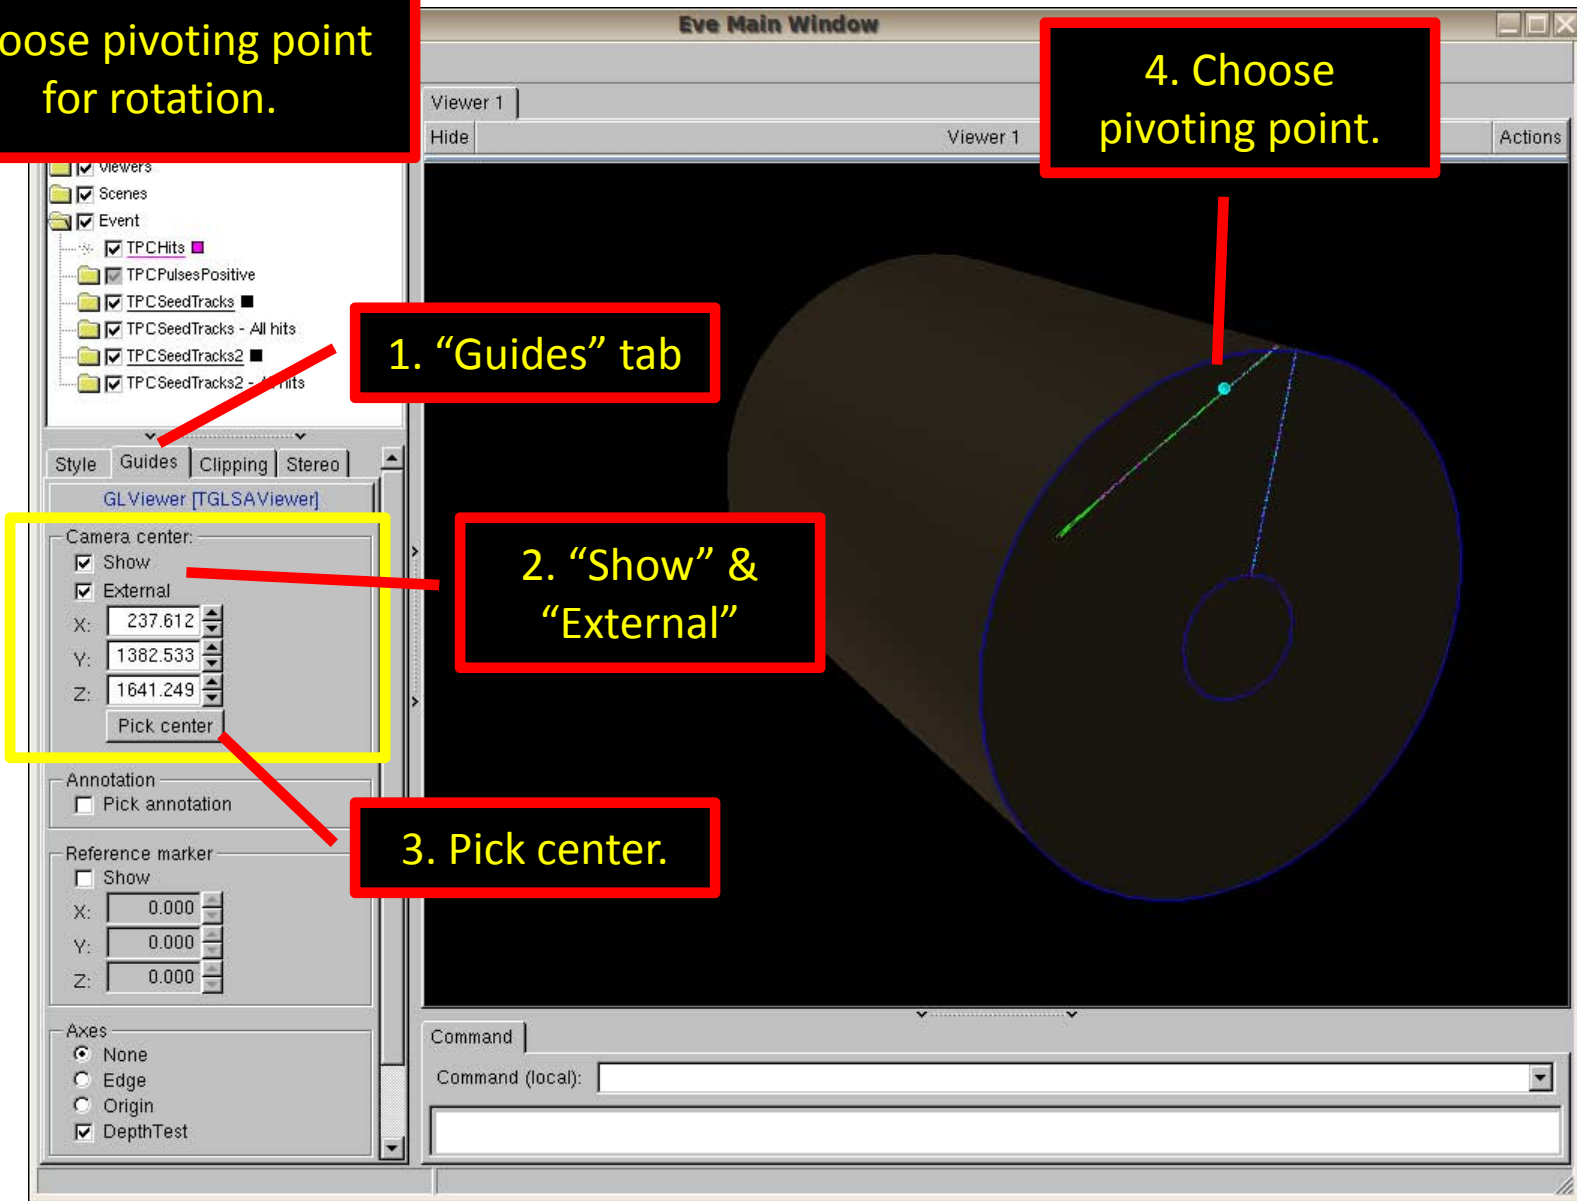 oose pivoting point
for rotation.
Eve Main Window
4. Choose
pivoting point.
Viewer 1
Hide
Viewer 1
Actions
Viewers
Scenes
Event
TPCHits
TPCPulsesPositive
TPCSeedTracks
TPCSeedTracks - All hits
TPCSeedTracks2
TPCSeedTracks2 - hits
1. “Guides” tab
Style Guides Clipping Stereo
GLViewer [TGLSAViewer]
Camera center:
Show
External
X: 237.612
Y: 1382.533
Z: 1641.249
Pick center
2. “Show” &
“External”
3. Pick center.
Annotation
Pick annotation
Reference marker
Show
X: 0.000
Y: 0.000
Z: 0.000
Axes
None
Edge
Origin
DepthTest
Command
Command (local):